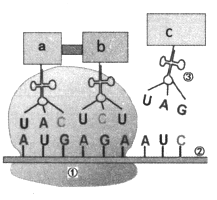 a b c
③
U A G
U A C U C U
A U G A G A A U C
②
①